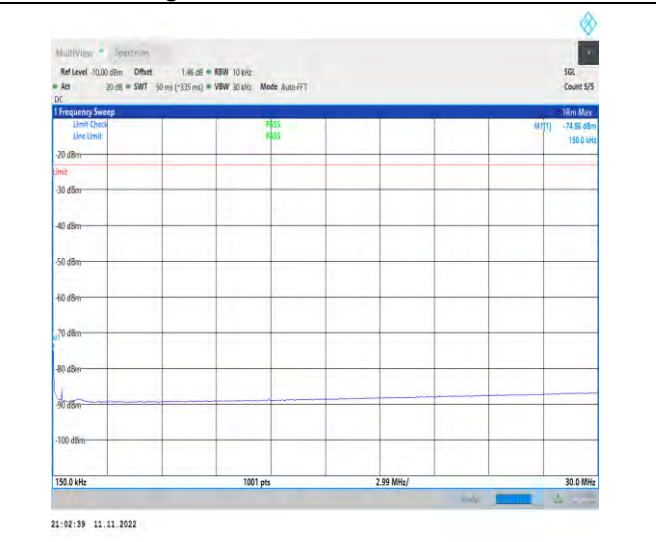 MultiView Spectrum
Ref Level -10.00 dBm Offset 1.46 dB RBW 10 kHz SGL
Att 20 dB SWT 50 ms (~335 ms) VBW 30 kHz Mode Auto FFT Count 5/5
DC
1 Frequency Sweep 1Rm Max
Limit Check PASS M1[1] -74.86 dBm
Line Limit PASS 150.0 kHz
-20 dBm
Limit
-30 dBm
-40 dBm
-50 dBm
-60 dBm
M1
-70 dBm
-80 dBm
-90 dBm
-100 dBm
150.0 kHz 1001 pts 2.99 MHz/ 30.0 MHz
21:02:39 11.11.2022